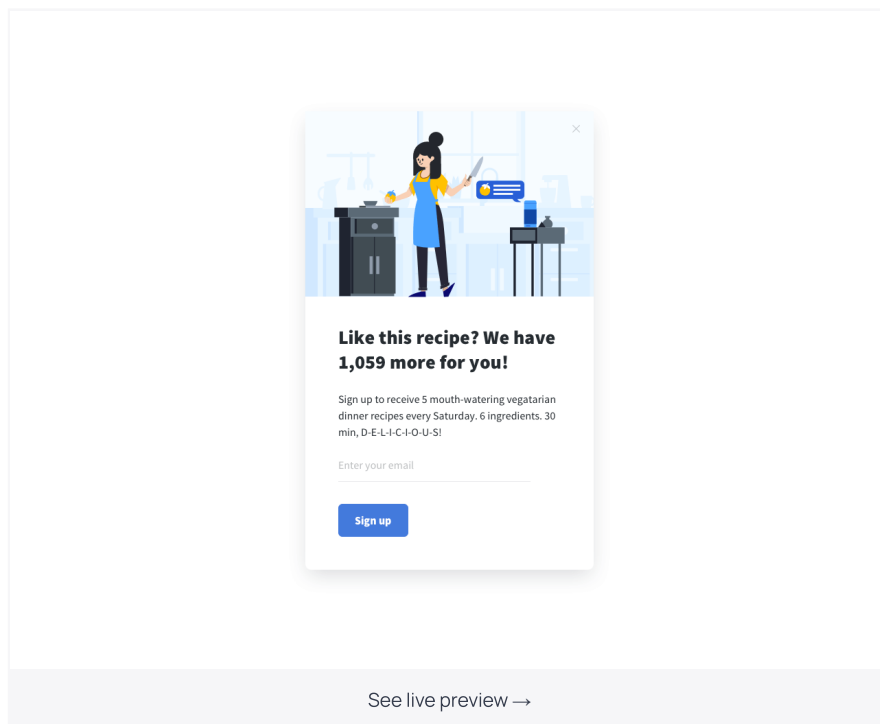 Like this recipe? We have
1,059 more for you!
Sign up to receive 5 mouth-watering vegatarian
dinner recipes every Saturday. 6 ingredients. 30
min, D-E-L-I-C-I-O-U-S!
Enter your email
Sign up
See live preview →